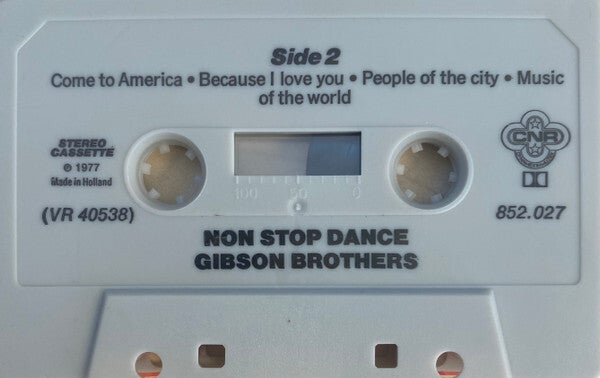 Side 2
Come to America • Because I love you • People of the city • Music
of the world
STEREO
CASSETTE
℗ 1977
Made in Holland
CNR
100 50 0
(VR 40538)
852.027
NON STOP DANCE
GIBSON BROTHERS